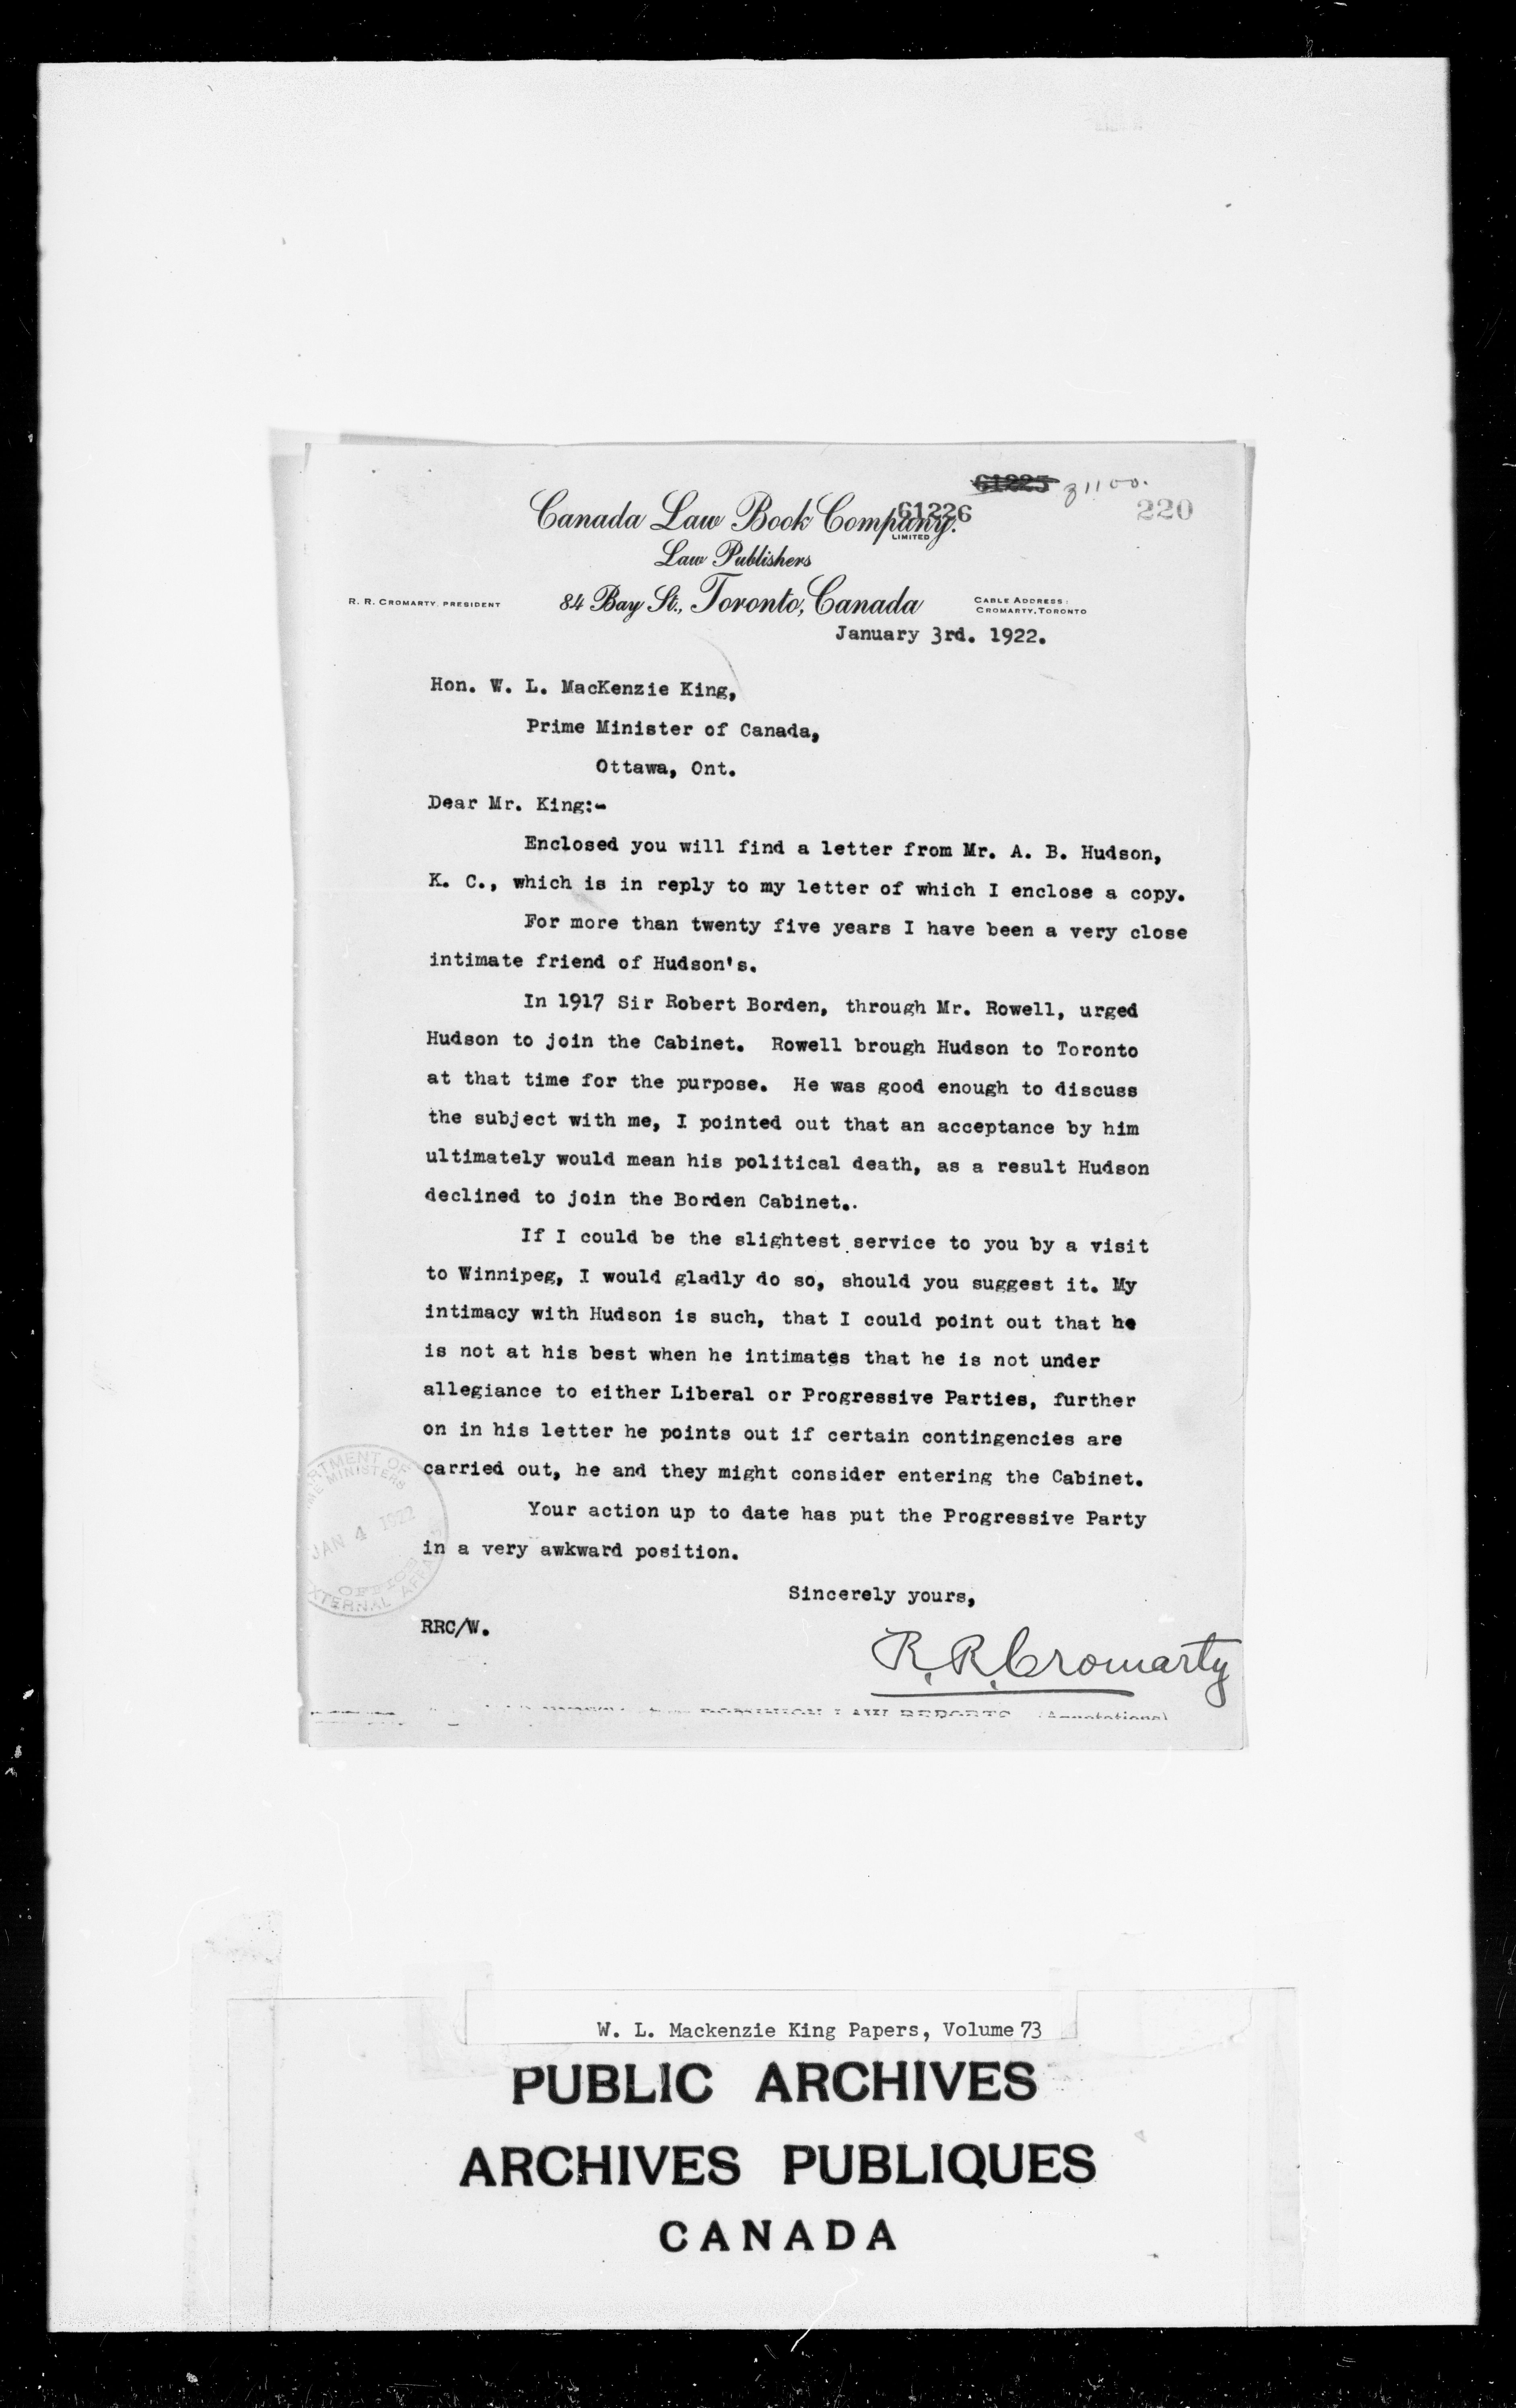 61225 31100.
61226
220
Canada Law Book Company.
LIMITED
Law Publishers
R. R. CROMARTY, PRESIDENT
84 Bay St., Toronto, Canada
CABLE ADDRESS:
CROMARTY, TORONTO
January 3rd. 1922.
Hon. W. L. MacKenzie King,
Prime Minister of Canada,
Ottawa, Ont.
Dear Mr. King:-
Enclosed you will find a letter from Mr. A. B. Hudson,
K. C., which is in reply to my letter of which I enclose a copy.
For more than twenty five years I have been a very close
intimate friend of Hudson's.
In 1917 Sir Robert Borden, through Mr. Rowell, urged
Hudson to join the Cabinet. Rowell brough Hudson to Toronto
at that time for the purpose. He was good enough to discuss
the subject with me, I pointed out that an acceptance by him
ultimately would mean his political death, as a result Hudson
declined to join the Borden Cabinet..
If I could be the slightest service to you by a visit
to Winnipeg, I would gladly do so, should you suggest it. My
intimacy with Hudson is such, that I could point out that he
is not at his best when he intimates that he is not under
allegiance to either Liberal or Progressive Parties, further
on in his letter he points out if certain contingencies are
carried out, he and they might consider entering the Cabinet.
Your action up to date has put the Progressive Party
in a very awkward position.
Sincerely yours,
RRC/W.
R. R. Cromarty
RTMENT OF
ME MINISTERS
JAN 4 1922
OFFICE
XTERNAL AFFA
DOMINION LAW REPORTS (Annotations)
W. L. Mackenzie King Papers, Volume 73
PUBLIC ARCHIVES
ARCHIVES PUBLIQUES
CANADA